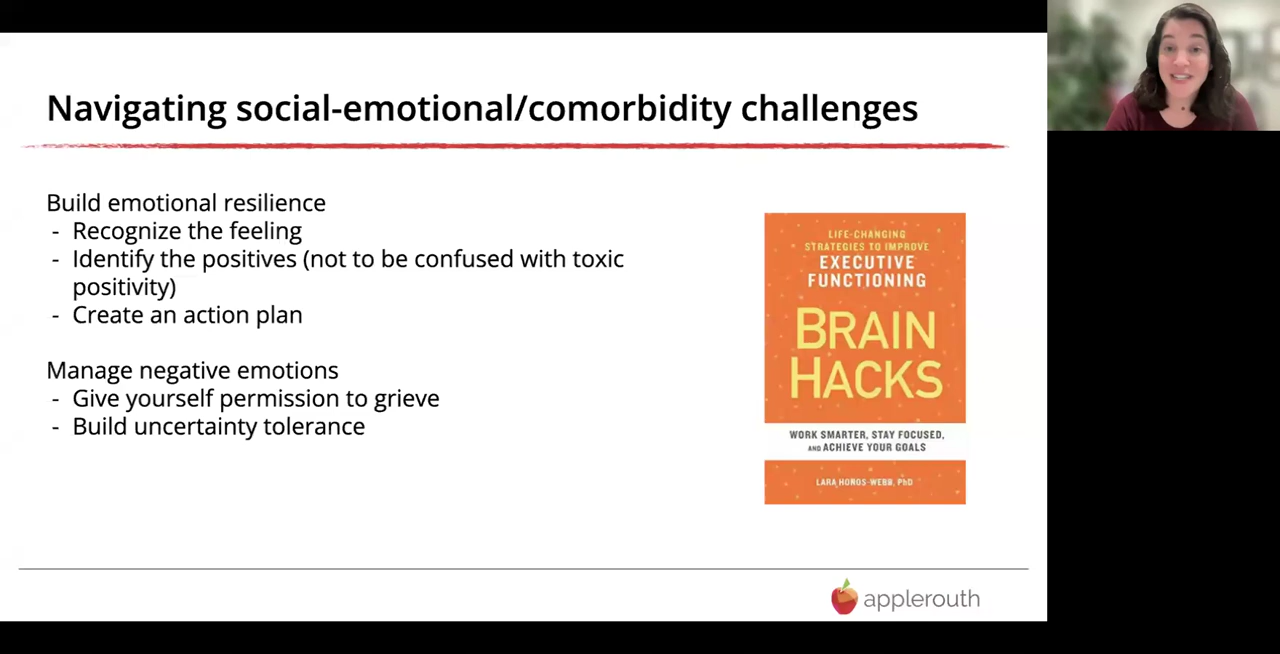 Navigating social-emotional/comorbidity challenges
Build emotional resilience
- Recognize the feeling
- Identify the positives (not to be confused with toxic
positivity)
- Create an action plan
Manage negative emotions
- Give yourself permission to grieve
- Build uncertainty tolerance
LIFE-CHANGING
STRATEGIES TO IMPROVE
EXECUTIVE
FUNCTIONING
BRAIN
HACKS
WORK SMARTER, STAY FOCUSED,
AND ACHIEVE YOUR GOALS
LARA HONOS-WEBB, PhD
applerouth